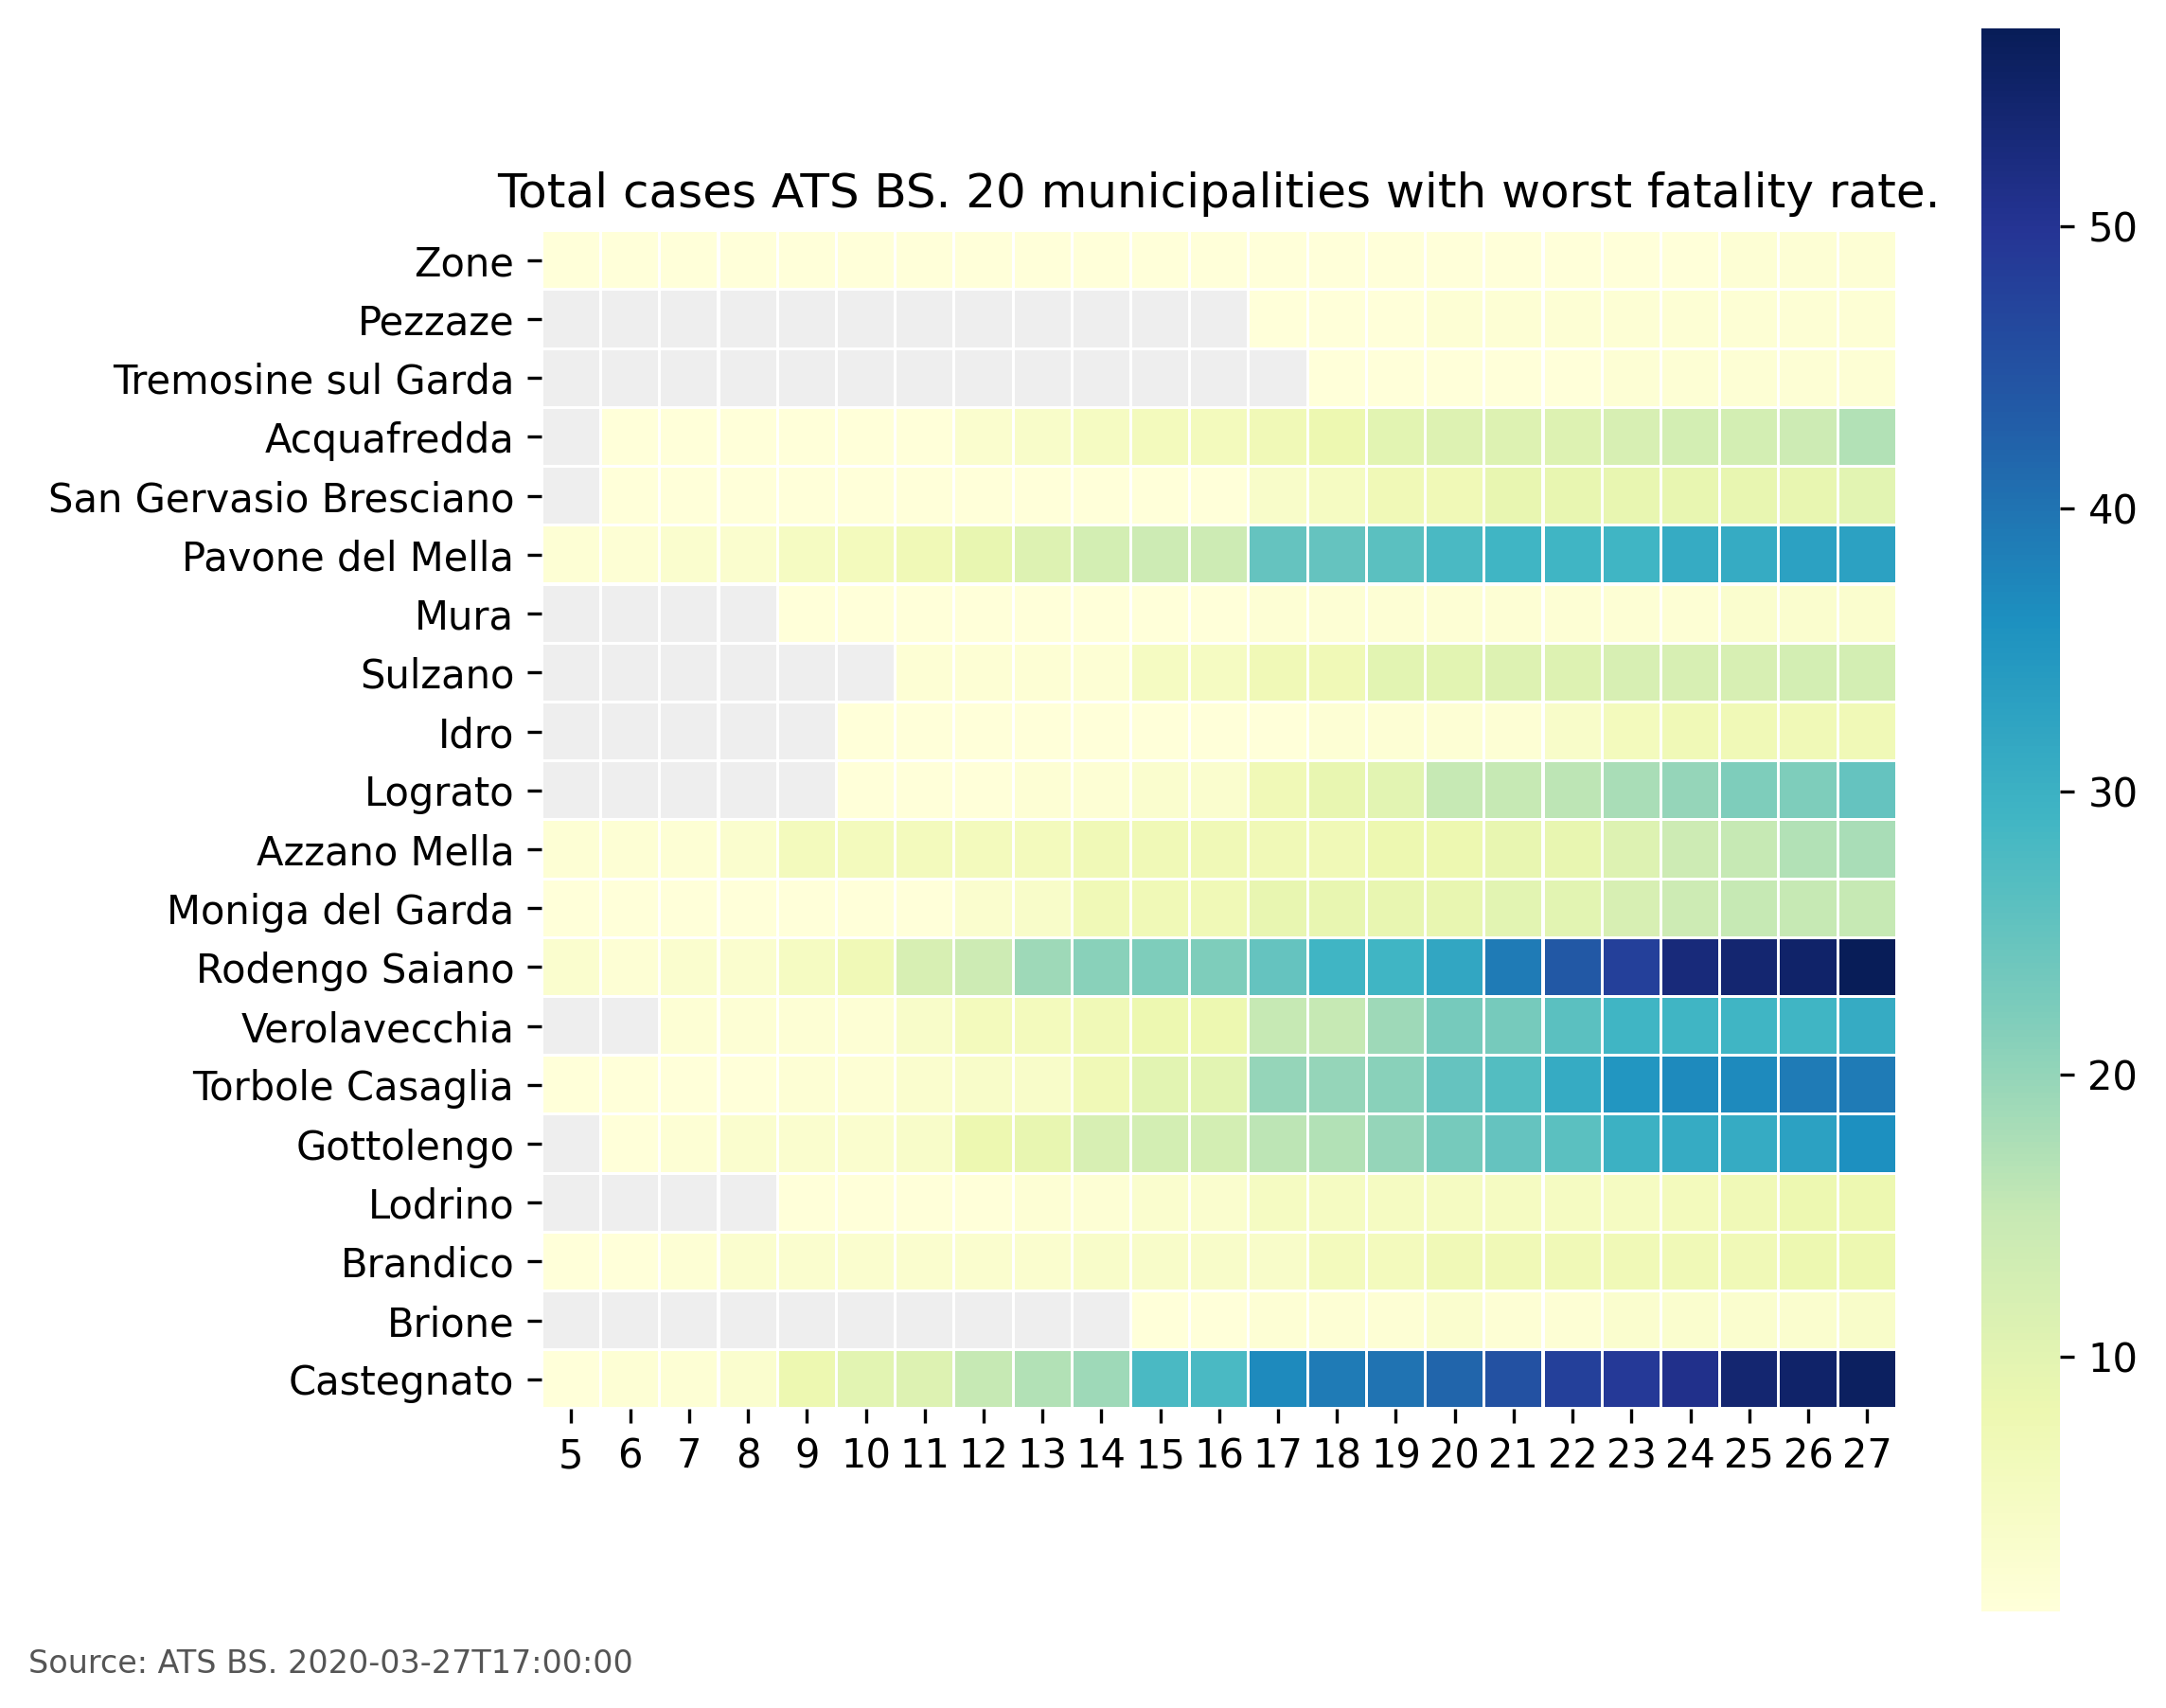 Total cases ATS BS. 20 municipalities with worst fatality rate.
Zone
Pezzaze
Tremosine sul Garda
Acquafredda
San Gervasio Bresciano
Pavone del Mella
Mura
Sulzano
Idro
Lograto
Azzano Mella
Moniga del Garda
Rodengo Saiano
Verolavecchia
Torbole Casaglia
Gottolengo
Lodrino
Brandico
Brione
Castegnato
5 6 7 8 9 10 11 12 13 14 15 16 17 18 19 20 21 22 23 24 25 26 27
50
40
30
20
10
Source: ATS BS. 2020-03-27T17:00:00